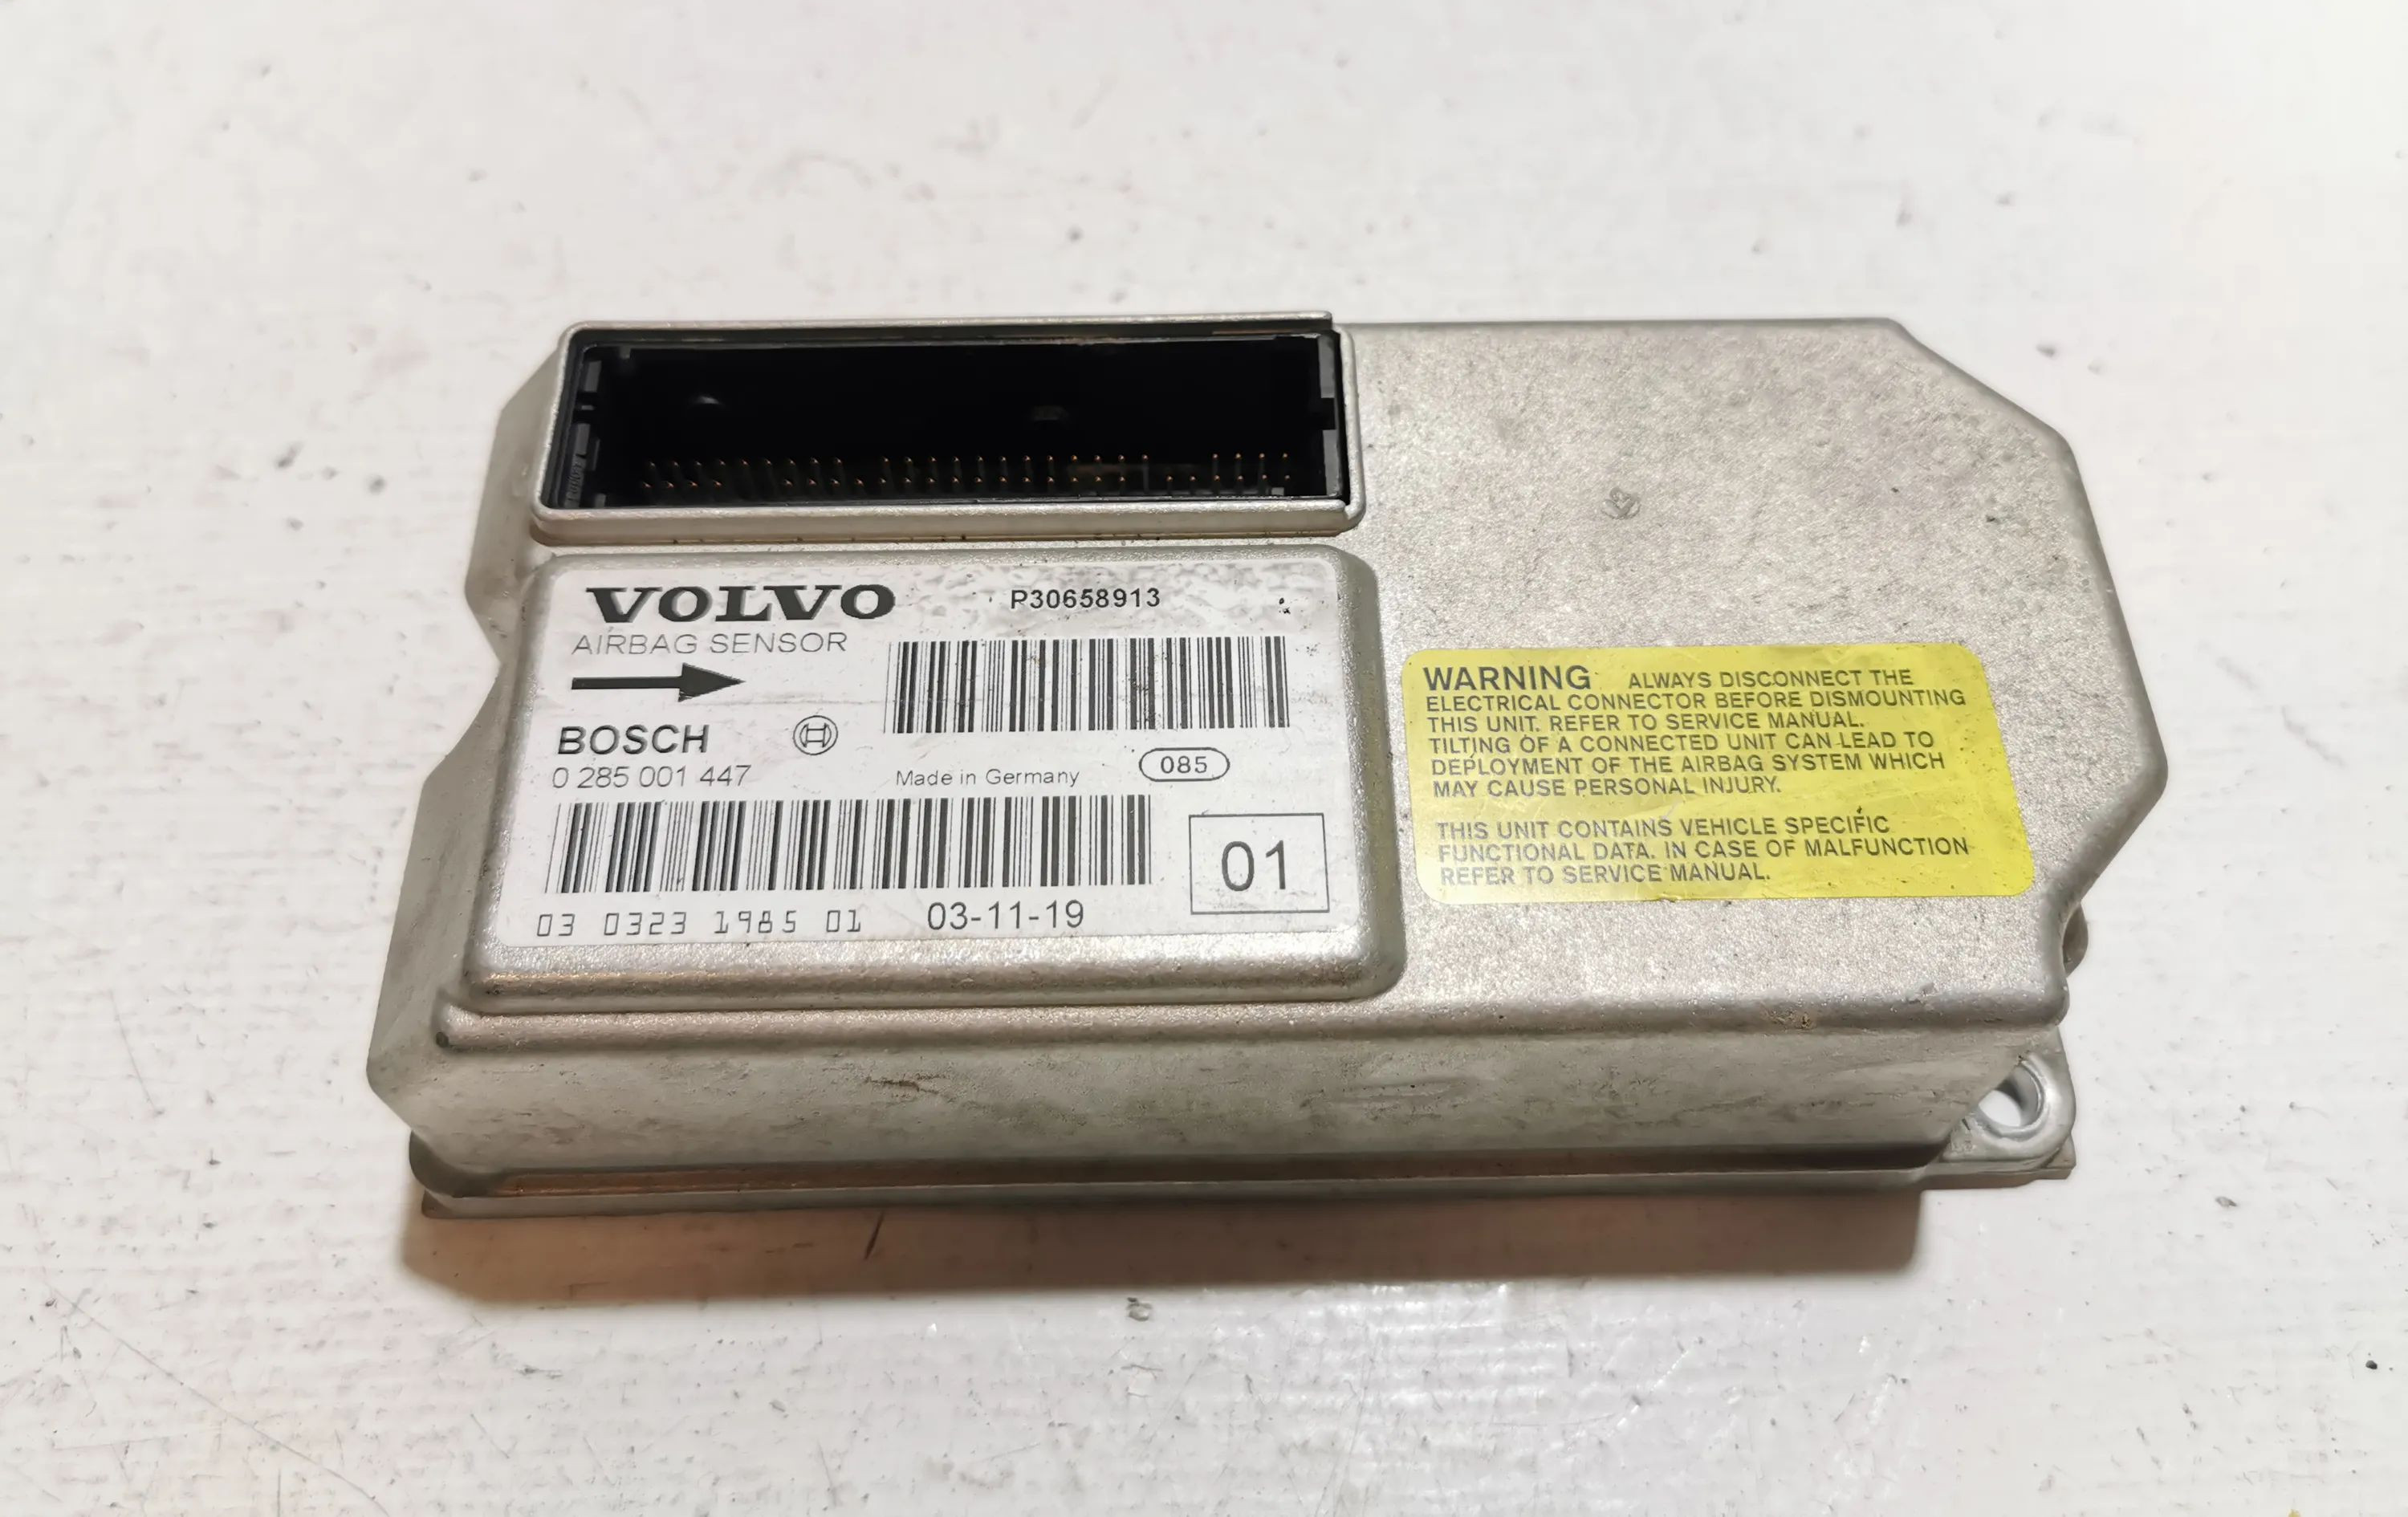 VOLVO P30658913
AIRBAG SENSOR
BOSCH
0 285 001 447 Made in Germany 085
01
03 0323 1985 01 03-11-19
WARNING ALWAYS DISCONNECT THE
ELECTRICAL CONNECTOR BEFORE DISMOUNTING
THIS UNIT. REFER TO SERVICE MANUAL.
TILTING OF A CONNECTED UNIT CAN LEAD TO
DEPLOYMENT OF THE AIRBAG SYSTEM WHICH
MAY CAUSE PERSONAL INJURY.
THIS UNIT CONTAINS VEHICLE SPECIFIC
FUNCTIONAL DATA. IN CASE OF MALFUNCTION
REFER TO SERVICE MANUAL.